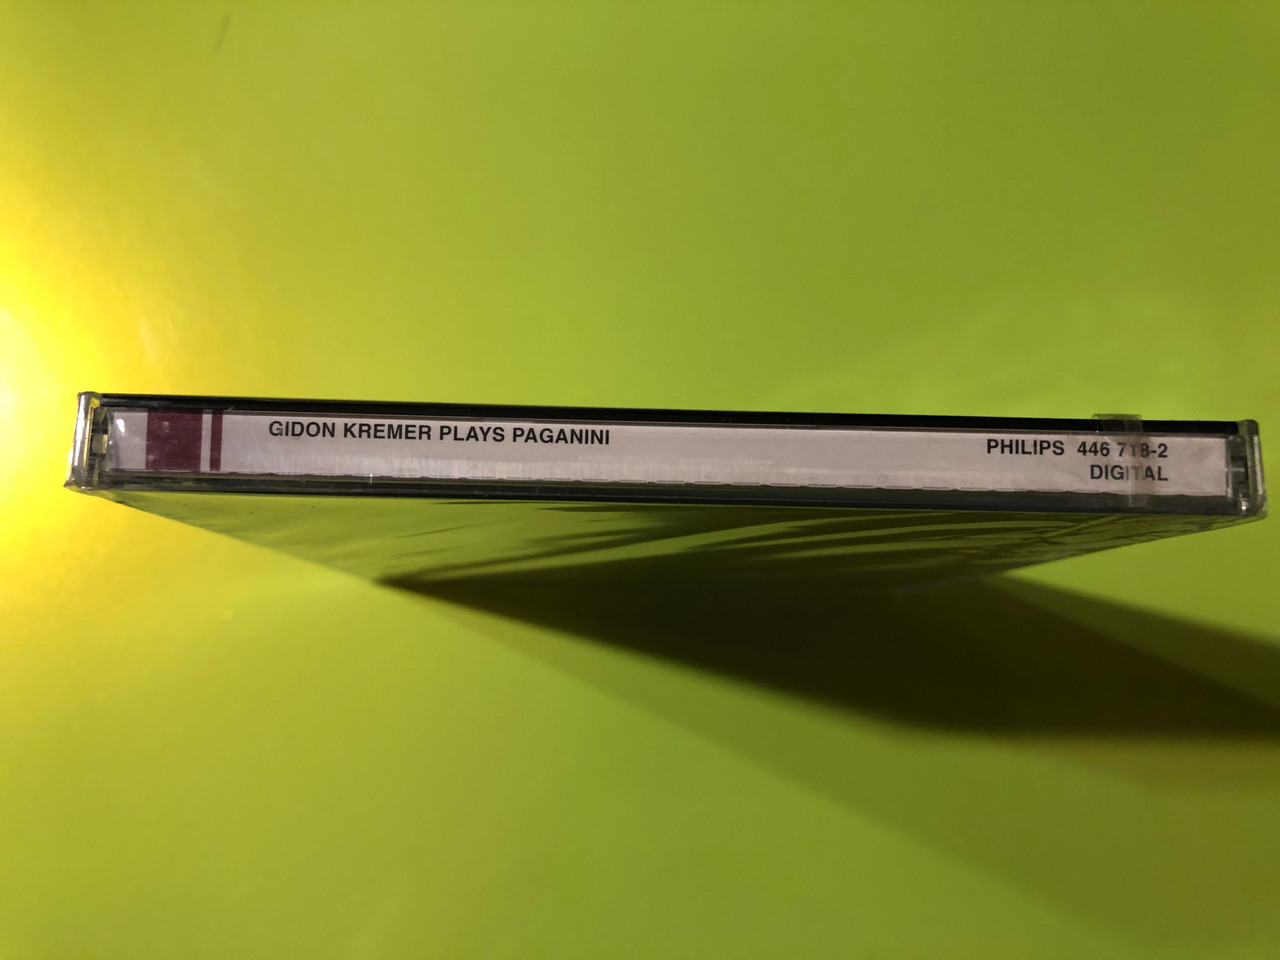 GIDON KREMER PLAYS PAGANINI
PHILIPS 446 718-2
DIGITAL